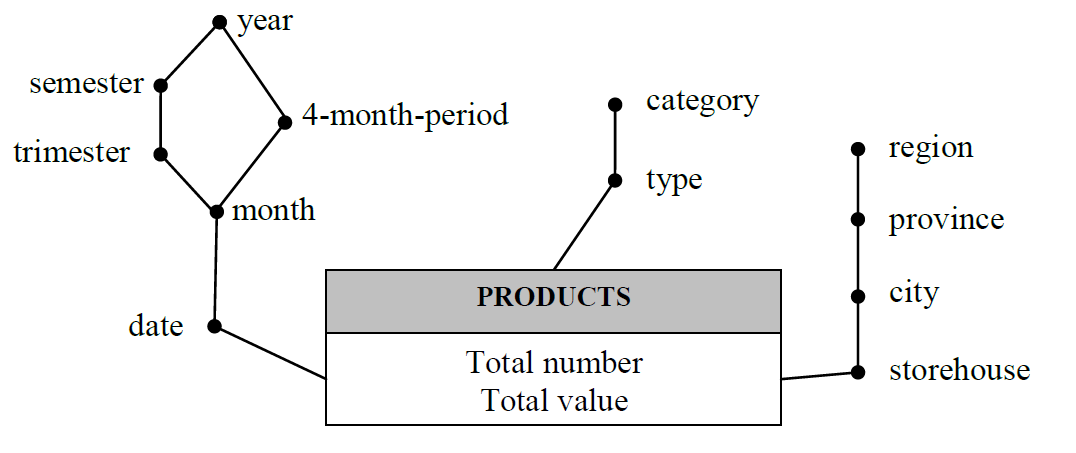 year
semester
4-month-period
trimester
month
date
category
type
region
province
city
storehouse
PRODUCTS
Total number
Total value